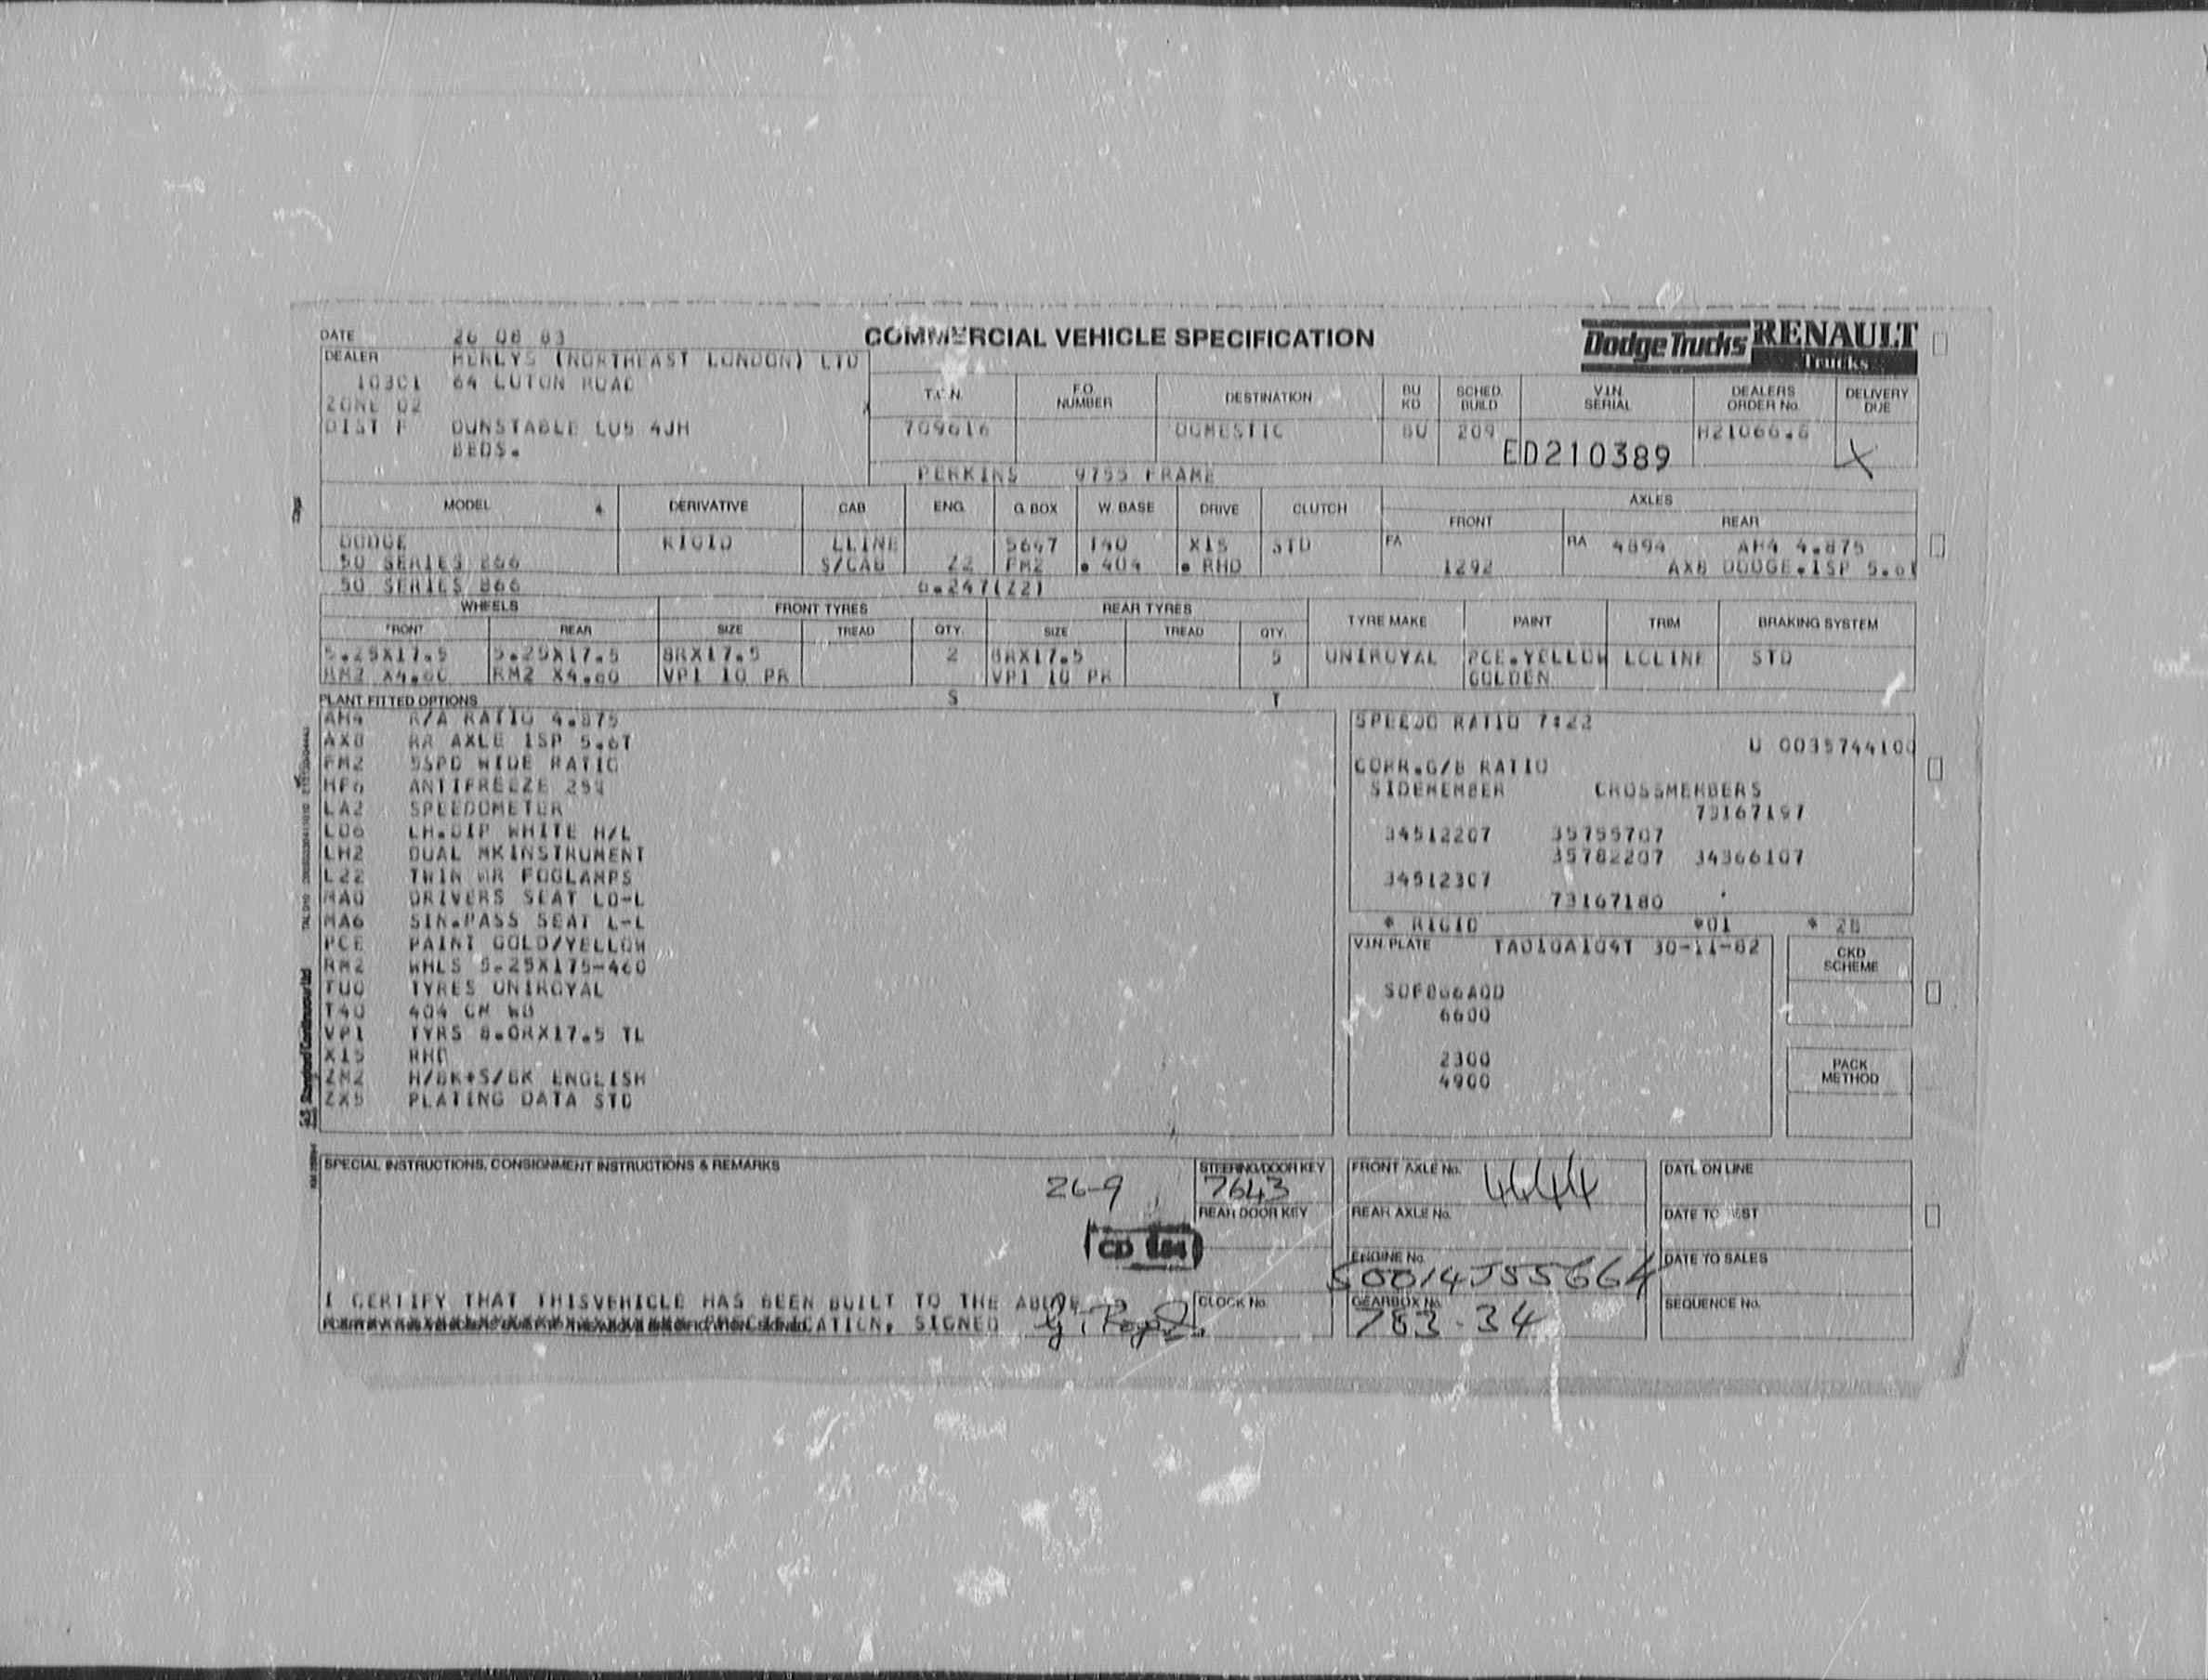 DATE 26 08 83
COMMERCIAL VEHICLE SPECIFICATION
Dodge Trucks RENAULT Trucks
DEALER HENLYS (NORTHEAST LONDON) LTD
10301 64 LUTON ROAD
ZONE 02
DIST F DUNSTABLE LU5 4JH
BEDS.
T.C.N. F.O. NUMBER DESTINATION BU KD SCHED. BUILD V.I.N. SERIAL DEALERS ORDER No. DELIVERY DUE
709616 DOMESTIC BU 209 ED210389 H21066.6 X
PERKINS 9755 FRAME
MODEL DERIVATIVE CAB ENG. G. BOX W. BASE DRIVE CLUTCH AXLES
FRONT REAR
DODGE RIGID LLINE 5647 T40 X15 STD FA RA 4894 AH4 4.875
50 SERIES 266 S/CAB Z2 FM2 . 404 . RHD 1292 AX8 DODGE.1SP 5.6T
50 SERIES 866 6.247(Z2)
WHEELS FRONT TYRES REAR TYRES TYRE MAKE PAINT TRIM BRAKING SYSTEM
FRONT REAR SIZE TREAD QTY. SIZE TREAD QTY.
5.25X17.5 5.25X17.5 8RX17.5 2 8RX17.5 5 UNIROYAL PCE.YELLOW LCLINE STD
RM2 X4.60 RM2 X4.60 VP1 10 PR VP1 10 PR GOLDEN
PLANT FITTED OPTIONS S T
AH4 R/A RATIO 4.875
AX8 RR AXLE 1SP 5.6T
FM2 5SPD WIDE RATIO
HF6 ANTIFREEZE 25%
LA2 SPEEDOMETER
LD6 LH.DIP WHITE H/L
LH2 DUAL MKINSTRUMENT
L22 TWIN RR FOGLAMPS
MA0 DRIVERS SEAT LO-L
MA6 SIN.PASS SEAT L-L
PCE PAINT GOLD/YELLOW
RM2 WHLS 5.25X175-460
TU0 TYRES UNIROYAL
T40 404 CM WB
VP1 TYRS 8.0RX17.5 TL
X15 RHD
ZM2 H/BK+S/BK ENGLISH
ZX5 PLATING DATA STD
SPEEDO RATIO 7:22
U 0035744100
CORR.G/B RATIO
SIDEMEMBER CROSSMEMBERS
73167197
34512207 35755707
35782207 34366107
34512307
73167180
* RIGID *01 * 28
V.I.N. PLATE TA010A104T 30-11-82
CKD SCHEME
SDF866A0D
6600
2300
4900
PACK METHOD
SPECIAL INSTRUCTIONS, CONSIGNMENT INSTRUCTIONS & REMARKS
26-9
CD
STEERING/DOOR KEY
7643
REAR DOOR KEY
CLOCK No.
FRONT AXLE No. 4644
REAR AXLE No.
ENGINE No.
S0014J55664
GEARBOX No.
783-34
DATE ON LINE
DATE TO TEST
DATE TO SALES
SEQUENCE No.
I CERTIFY THAT THISVEHICLE HAS BEEN BUILT TO THE ABOVE
SIGNED